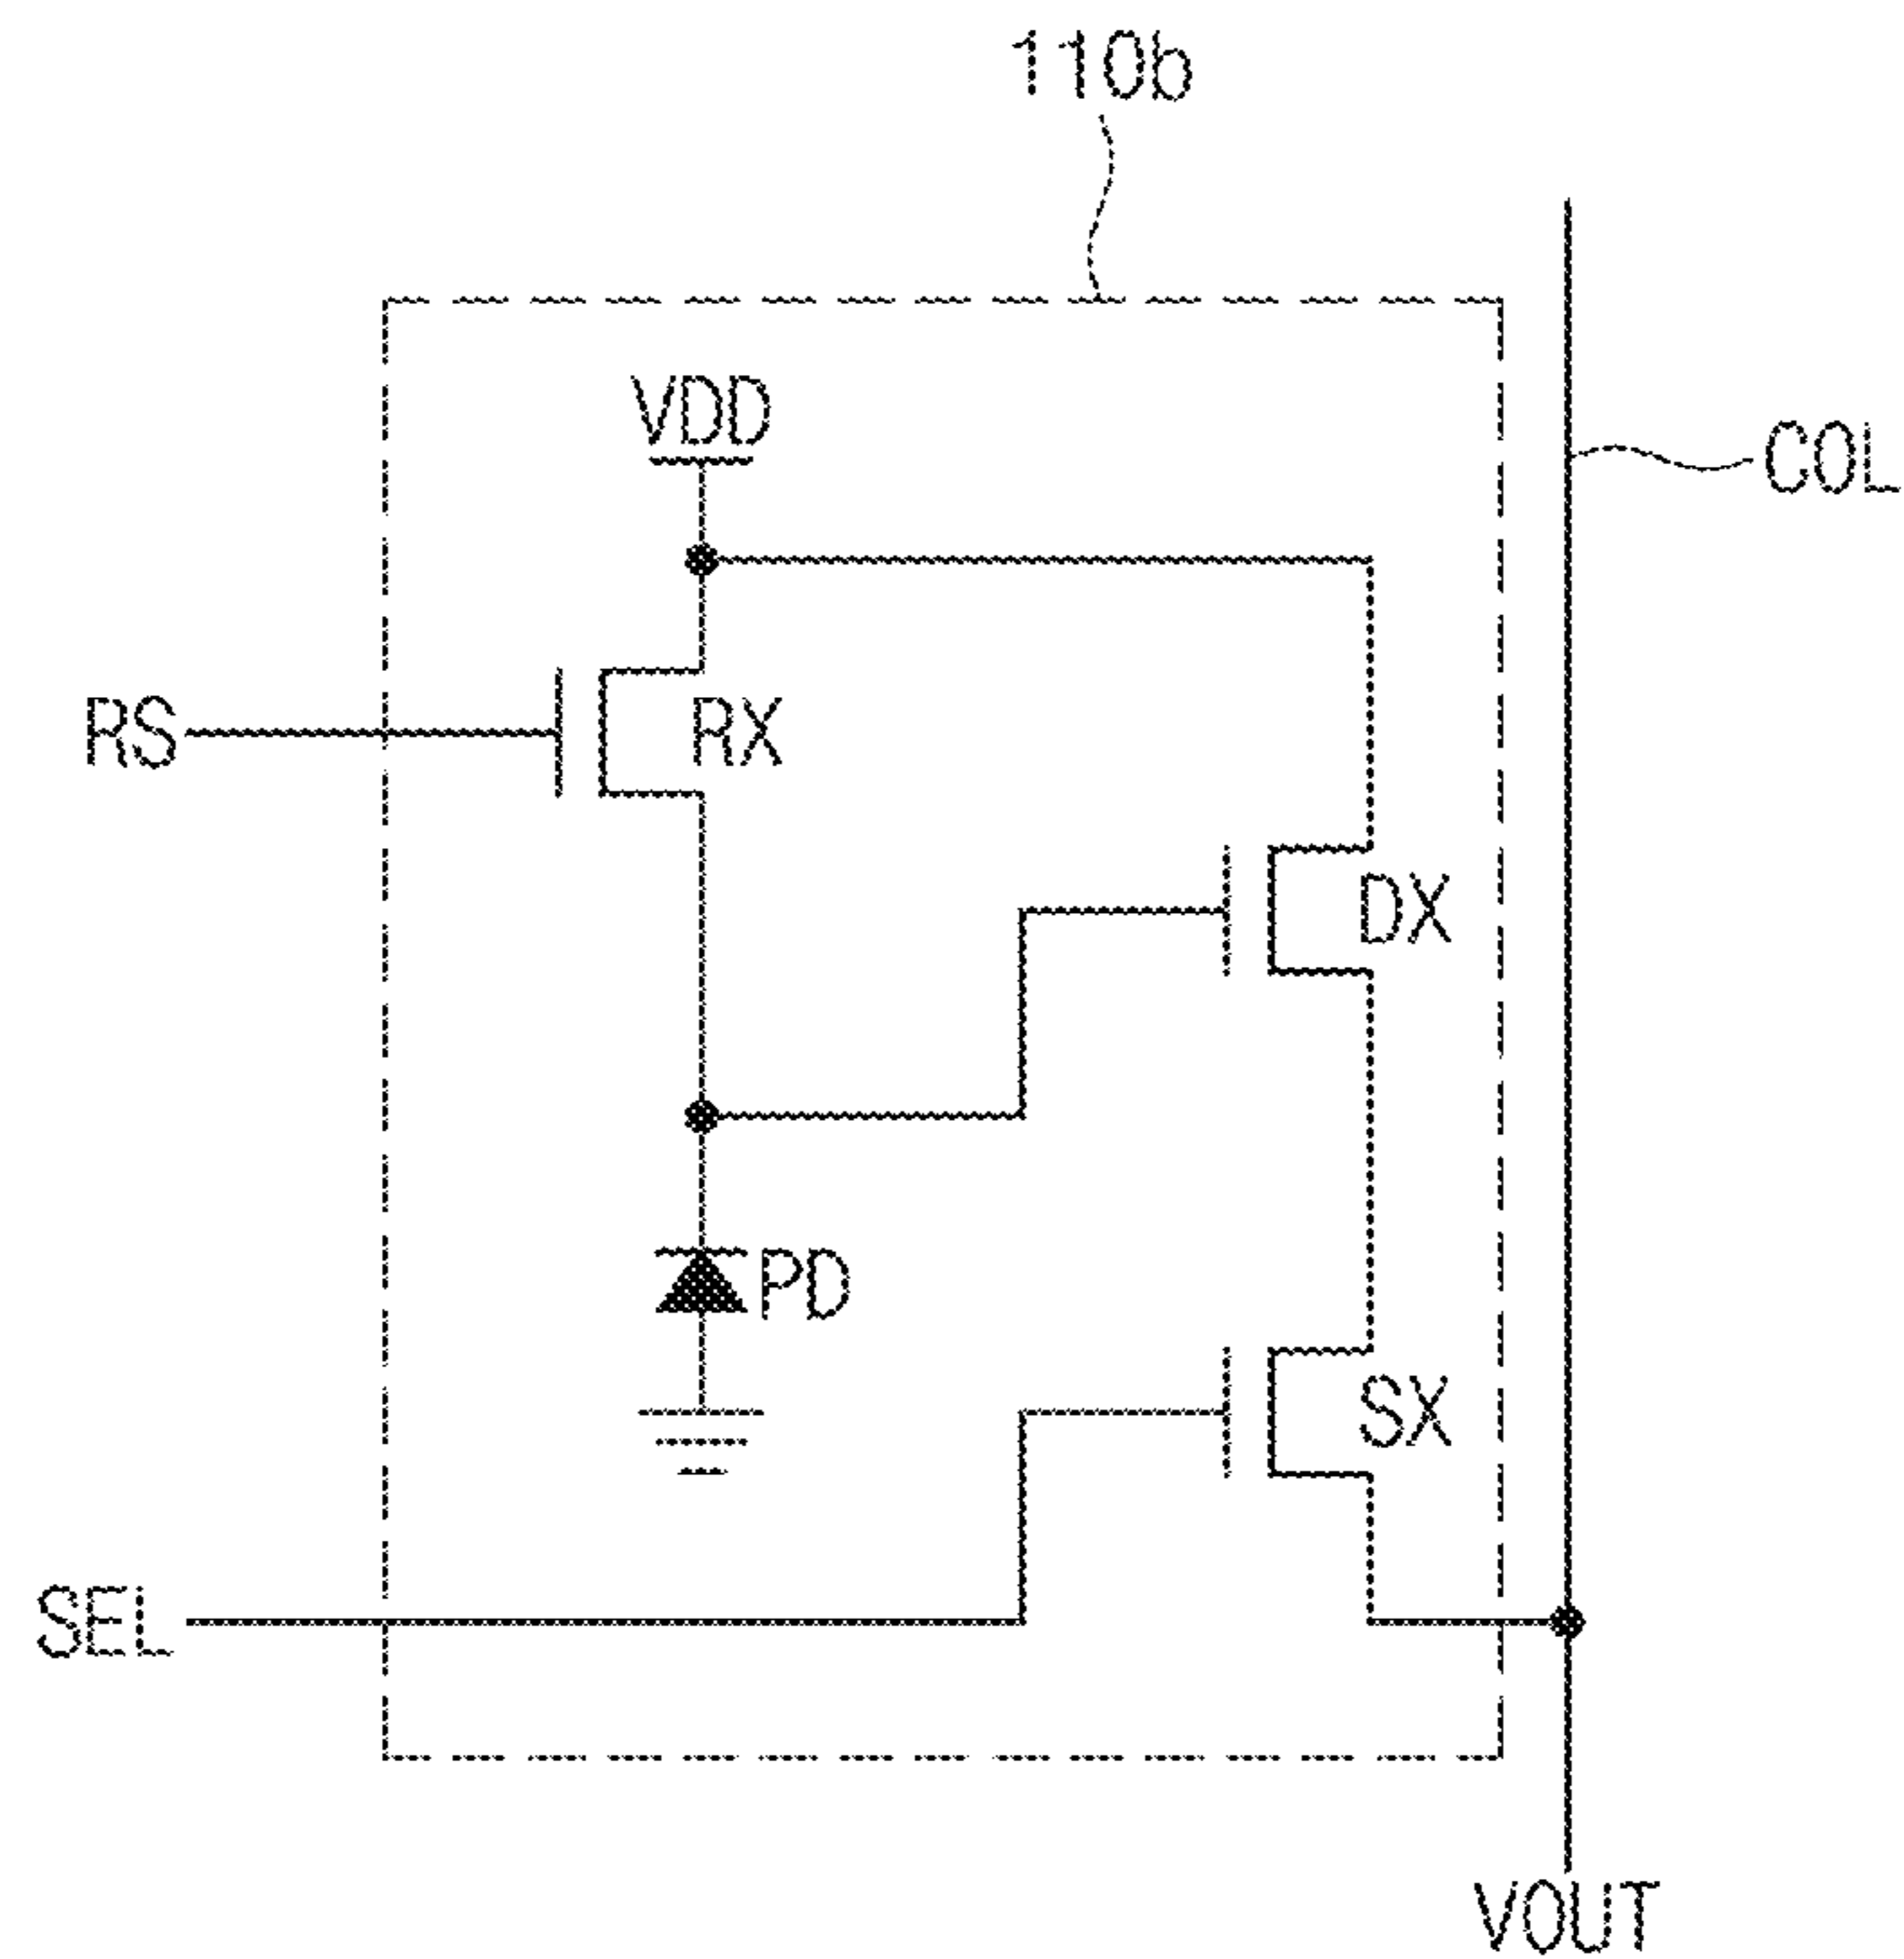 110b
VDD
COL
RS
RX
DX
PD
SX
SEL
VOUT